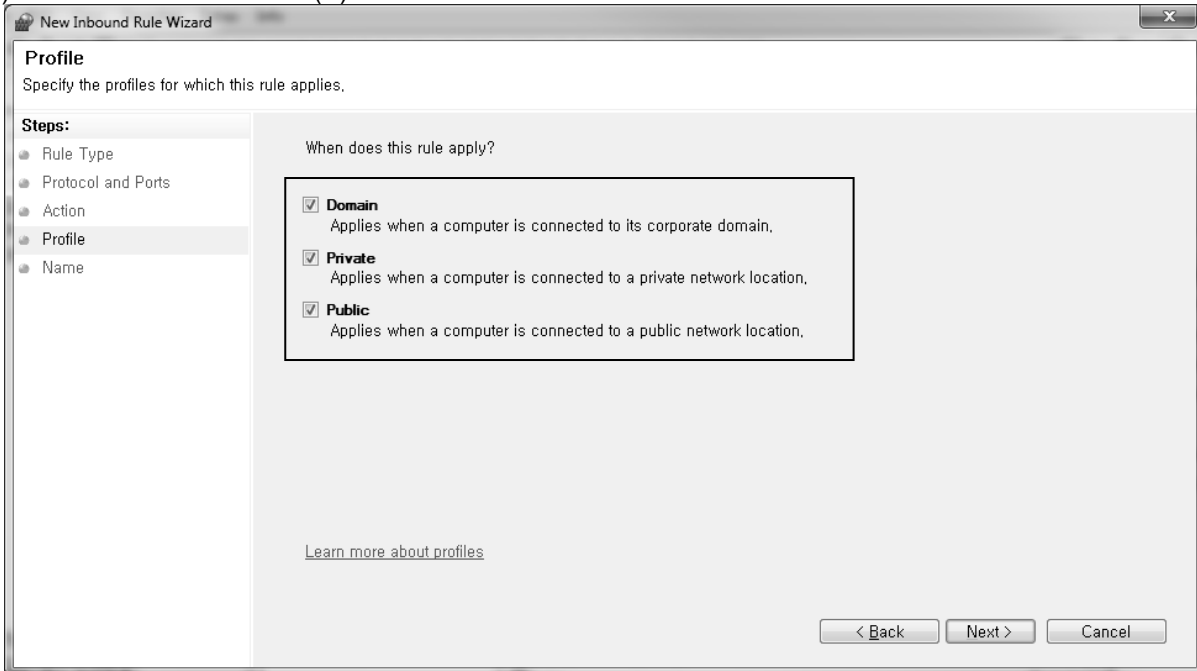 New Inbound Rule Wizard
Profile
Specify the profiles for which this rule applies,
Steps:
Rule Type
Protocol and Ports
Action
Profile
Name
When does this rule apply?
Domain
Applies when a computer is connected to its corporate domain,
Private
Applies when a computer is connected to a private network location,
Public
Applies when a computer is connected to a public network location,
Learn more about profiles
< Back
Next >
Cancel